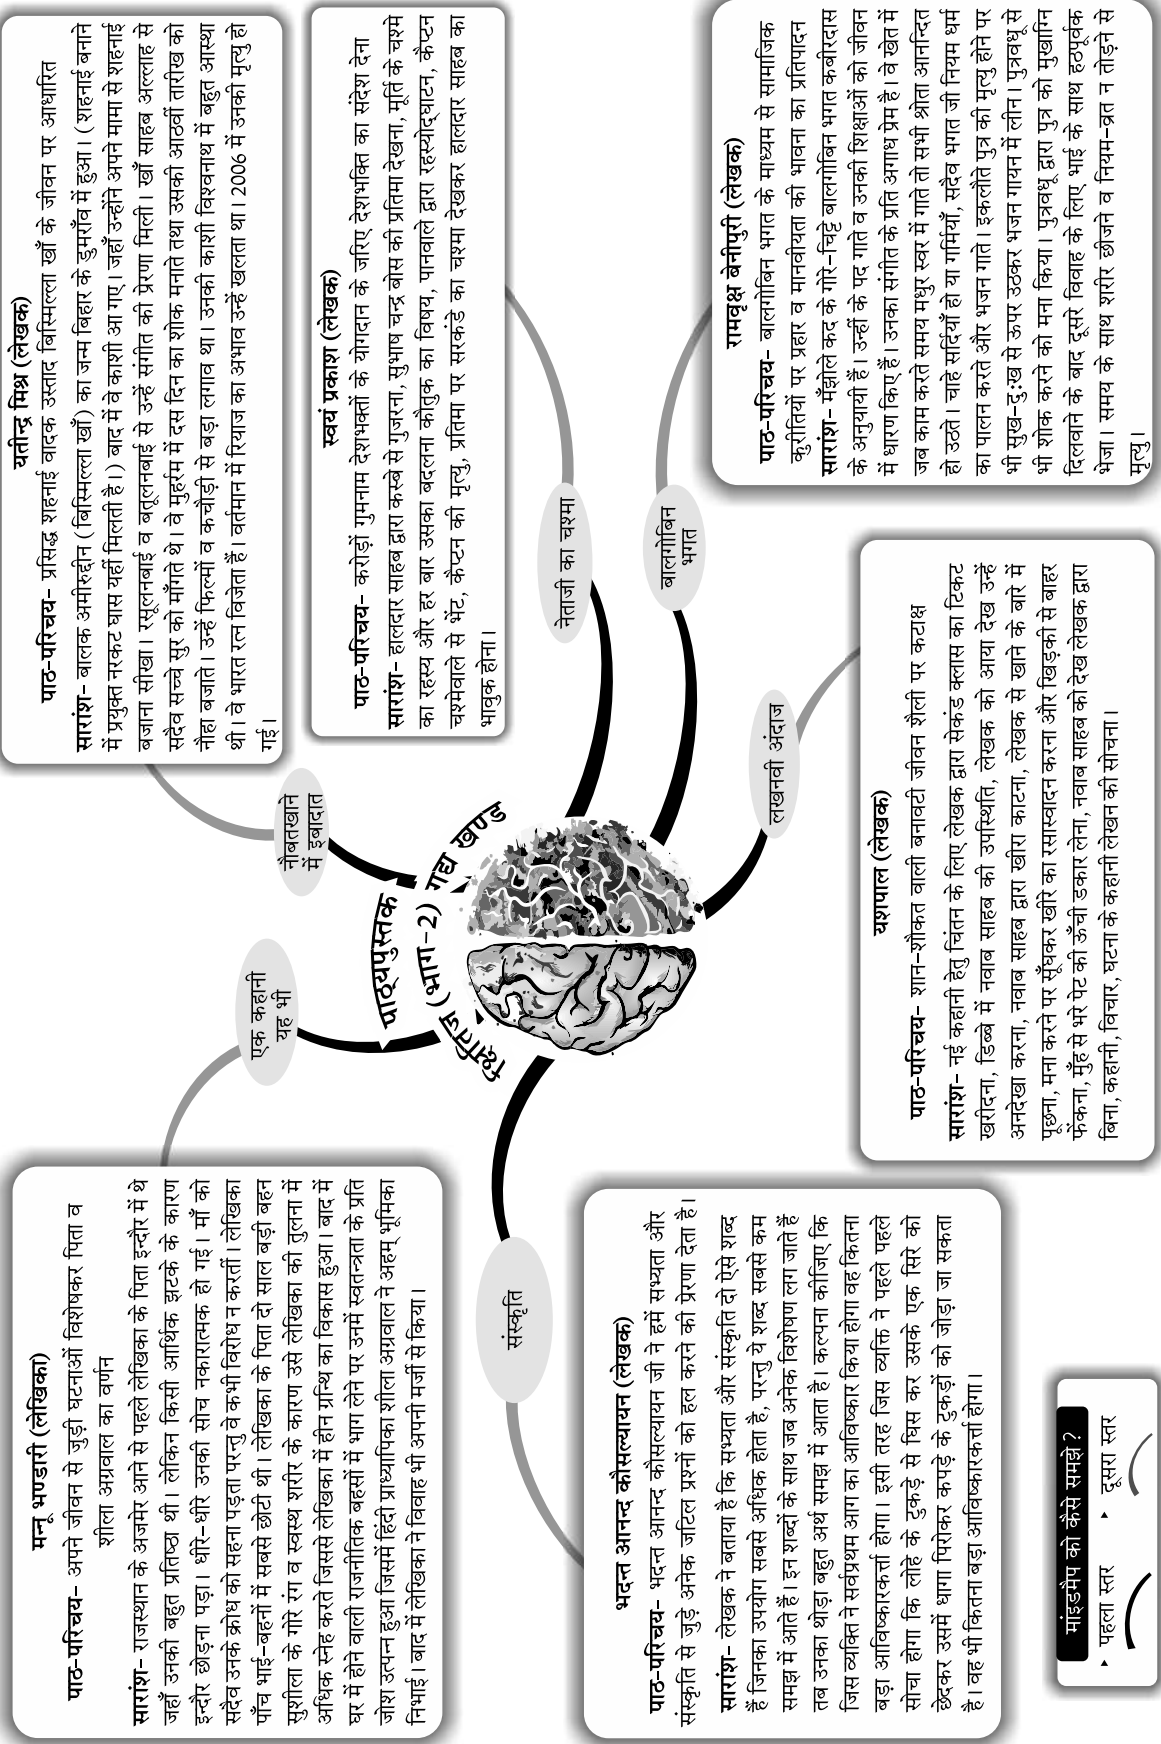 यतीन्द्र मिश्र (लेखक)
पाठ-परिचय- प्रसिद्ध शहनाई वादक उस्ताद बिस्मिल्ला खाँ के जीवन पर आधारित
सारांश- बालक अमीरुद्दीन (बिस्मिल्ला खाँ) का जन्म बिहार के डुमराँव में हुआ। (शहनाई बनाने
में प्रयुक्त नरकट घास यहीं मिलती है।) बाद में वे काशी आ गए। जहाँ उन्होंने अपने मामा से शहनाई
बजाना सीखा। रसूलनबाई व बतूलनबाई से उन्हें संगीत की प्रेरणा मिली। खाँ साहब अल्लाह से
सदैव सच्चे सुर को माँगते थे। वे मुहर्रम में दस दिन का शोक मनाते तथा उसकी आठवीं तारीख को
नौहा बजाते। उन्हें फिल्मों व कचौड़ी से बड़ा लगाव था। उनकी काशी विश्वनाथ में बहुत आस्था
थी। वे भारत रत्न विजेता हैं। वर्तमान में रियाज का अभाव उन्हें खलता था। 2006 में उनकी मृत्यु हो
गई।
स्वयं प्रकाश (लेखक)
पाठ-परिचय- करोड़ों गुमनाम देशभक्तों के योगदान के जरिए देशभक्ति का संदेश देना
सारांश- हालदार साहब द्वारा कस्बे से गुजरना, सुभाष चन्द्र बोस की प्रतिमा देखना, मूर्ति के चश्मे
का रहस्य और हर बार उसका बदलना कौतुक का विषय, पानवाले द्वारा रहस्योद्घाटन, कैप्टन
चश्मेवाले से भेंट, कैप्टन की मृत्यु, प्रतिमा पर सरकंडे का चश्मा देखकर हालदार साहब का
भावुक होना।
रामवृक्ष बेनीपुरी (लेखक)
पाठ-परिचय- बालगोबिन भगत के माध्यम से सामाजिक
कुरीतियों पर प्रहार व मानवीयता की भावना का प्रतिपादन
सारांश- मँझोले कद के गोरे-चिट्टे बालगोबिन भगत कबीरदास
के अनुयायी हैं। उन्हीं के पद गाते व उनकी शिक्षाओं को जीवन
में धारण किए हैं। उनका संगीत के प्रति अगाध प्रेम है। वे खेत में
जब काम करते समय मधुर स्वर में गाते तो सभी श्रोता आनन्दित
हो उठते। चाहे सर्दियाँ हो या गर्मियाँ, सदैव भगत जी नियम धर्म
का पालन करते और भजन गाते। इकलौते पुत्र की मृत्यु होने पर
भी सुख-दुःख से ऊपर उठकर भजन गायन में लीन। पुत्रवधू से
भी शोक करने को मना किया। पुत्रवधू द्वारा पुत्र को मुखाग्नि
दिलवाने के बाद दूसरे विवाह के लिए भाई के साथ हठपूर्वक
भेजा। समय के साथ शरीर छीजने व नियम-व्रत न तोड़ने से
मृत्यु।
नौबतखाने
में इबादात
नेताजी का चश्मा
बालगोबिन
भगत
लखनवी अंदाज
एक कहानी
यह भी
संस्कृति
पाठ्यपुस्तक
क्षितिज (भाग-2) गद्य खण्ड
यशपाल (लेखक)
पाठ-परिचय- शान-शौकत वाली बनावटी जीवन शैली पर कटाक्ष
सारांश- नई कहानी हेतु चिंतन के लिए लेखक द्वारा सेकंड क्लास का टिकट
खरीदना, डिब्बे में नवाब साहब की उपस्थिति, लेखक को आया देख उन्हें
अनदेखा करना, नवाब साहब द्वारा खीरा काटना, लेखक से खाने के बारे में
पूछना, मना करने पर सूँघकर खीरे का रसास्वादन करना और खिड़की से बाहर
फेंकना, मुँह से भरे पेट की ऊँची डकार लेना, नवाब साहब को देख लेखक द्वारा
बिना, कहानी, विचार, घटना के कहानी लेखन की सोचना।
मन्नू भण्डारी (लेखिका)
पाठ-परिचय- अपने जीवन से जुड़ी घटनाओं विशेषकर पिता व
शीला अग्रवाल का वर्णन
सारांश- राजस्थान के अजमेर आने से पहले लेखिका के पिता इन्दौर में थे
जहाँ उनकी बहुत प्रतिष्ठा थी। लेकिन किसी आर्थिक झटके के कारण
इन्दौर छोड़ना पड़ा। धीरे-धीरे उनकी सोच नकारात्मक हो गई। माँ को
सदैव उनके क्रोध को सहना पड़ता परन्तु वे कभी विरोध न करतीं। लेखिका
पाँच भाई-बहनों में सबसे छोटी थी। लेखिका के पिता दो साल बड़ी बहन
सुशीला के गोरे रंग व स्वस्थ शरीर के कारण उसे लेखिका की तुलना में
अधिक स्नेह करते जिससे लेखिका में हीन ग्रन्थि का विकास हुआ। बाद में
घर में होने वाली राजनीतिक बहसों में भाग लेने पर उनमें स्वतन्त्रता के प्रति
जोश उत्पन्न हुआ जिसमें हिंदी प्राध्यापिका शीला अग्रवाल ने अहम् भूमिका
निभाई। बाद में लेखिका ने विवाह भी अपनी मर्जी से किया।
भदन्त आनन्द कौसल्यायन (लेखक)
पाठ-परिचय- भदन्त आनन्द कौसल्यायन जी ने हमें सभ्यता और
संस्कृति से जुड़े अनेक जटिल प्रश्नों को हल करने की प्रेरणा देता है।
सारांश- लेखक ने बताया है कि सभ्यता और संस्कृति दो ऐसे शब्द
हैं जिनका उपयोग सबसे अधिक होता है, परन्तु ये शब्द सबसे कम
समझ में आते हैं। इन शब्दों के साथ जब अनेक विशेषण लग जाते हैं
तब उनका थोड़ा बहुत अर्थ समझ में आता है। कल्पना कीजिए कि
जिस व्यक्ति ने सर्वप्रथम आग का आविष्कार किया होगा वह कितना
बड़ा आविष्कारकर्त्ता होगा। इसी तरह जिस व्यक्ति ने पहले पहले
सोचा होगा कि लोहे के टुकड़े से घिस कर उसके एक सिरे को
छेदकर उसमें धागा पिरोकर कपड़े के टुकड़ों को जोड़ा जा सकता
है। वह भी कितना बड़ा आविष्कारकर्त्ता होगा।
मांइडमैप को कैसे समझे?
▸ पहला स्तर ▸ दूसरा स्तर